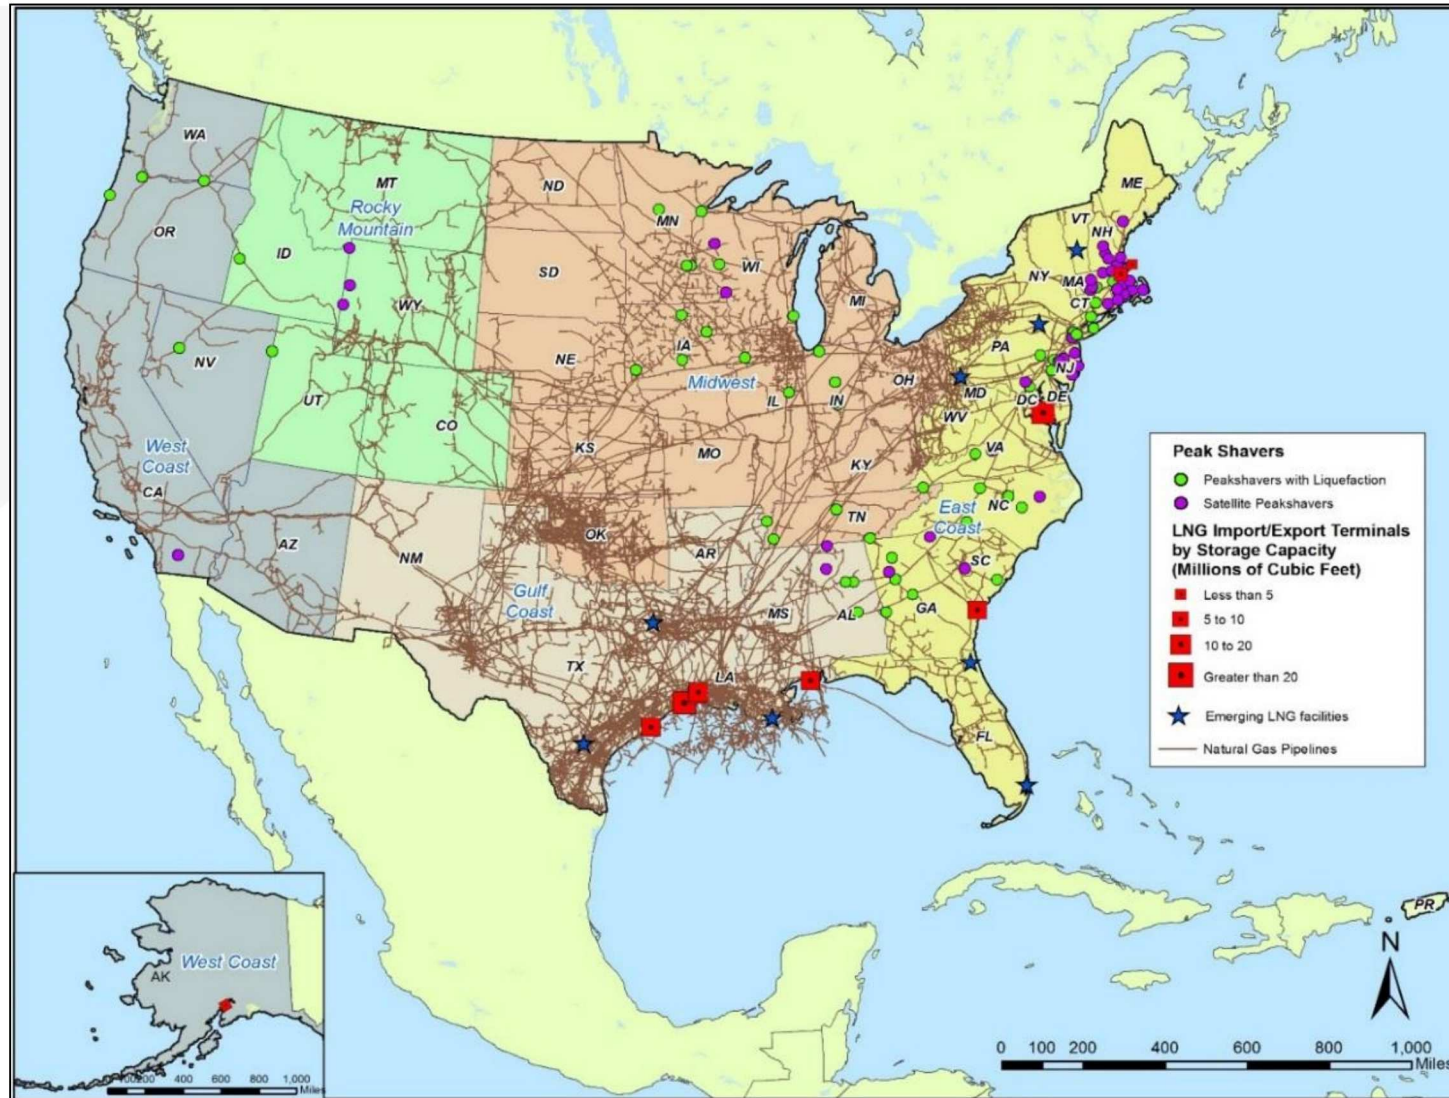 WA
MT
ND
MN
ME
VT
NH
Rocky
Mountain
OR
ID
SD
WI
NY
MA
MI
CT
WY
PA
NV
NE
IA
NJ
Midwest
OH
MD
UT
IL
IN
DC
DE
WV
CO
VA
West
Coast
KS
MO
KY
CA
NC
East
Coast
TN
OK
AZ
NM
AR
SC
Gulf
Coast
MS
AL
GA
TX
LA
FL
Peak Shavers
Peakshavers with Liquefaction
Satellite Peakshavers
LNG Import/Export Terminals
by Storage Capacity
(Millions of Cubic Feet)
Less than 5
5 to 10
10 to 20
Greater than 20
Emerging LNG facilities
Natural Gas Pipelines
PR
N
West Coast
AK
0 100 200 400 600 800 1,000
Miles
100200 400 600 800 1,000
Miles